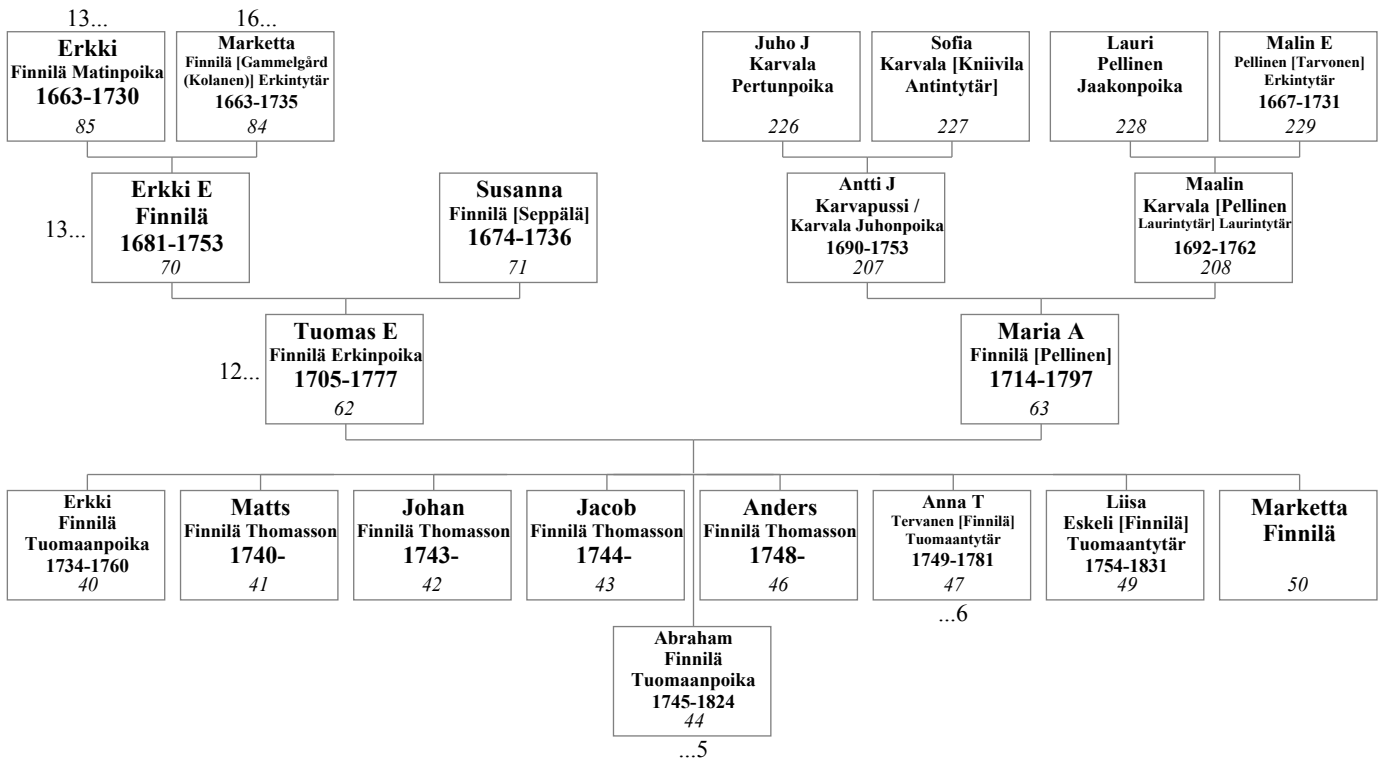 13...
16...
Erkki
Finnilä Matinpoika
1663-1730
85
Marketta
Finnilä [Gammelgård
(Kolanen)] Erkintytär
1663-1735
84
Juho J
Karvala
Pertunpoika
226
Sofia
Karvala [Kniivila
Antintytär]
227
Lauri
Pellinen
Jaakonpoika
228
Malin E
Pellinen [Tarvonen]
Erkintytär
1667-1731
229
13...
Erkki E
Finnilä
1681-1753
70
Susanna
Finnilä [Seppälä]
1674-1736
71
Antti J
Karvapussi /
Karvala Juhonpoika
1690-1753
207
Maalin
Karvala [Pellinen
Laurintytär] Laurintytär
1692-1762
208
12...
Tuomas E
Finnilä Erkinpoika
1705-1777
62
Maria A
Finnilä [Pellinen]
1714-1797
63
Erkki
Finnilä
Tuomaanpoika
1734-1760
40
Matts
Finnilä Thomasson
1740-
41
Johan
Finnilä Thomasson
1743-
42
Jacob
Finnilä Thomasson
1744-
43
Anders
Finnilä Thomasson
1748-
46
Anna T
Tervanen [Finnilä]
Tuomaantytär
1749-1781
47
...6
Liisa
Eskeli [Finnilä]
Tuomaantytär
1754-1831
49
Marketta
Finnilä
50
Abraham
Finnilä
Tuomaanpoika
1745-1824
44
...5